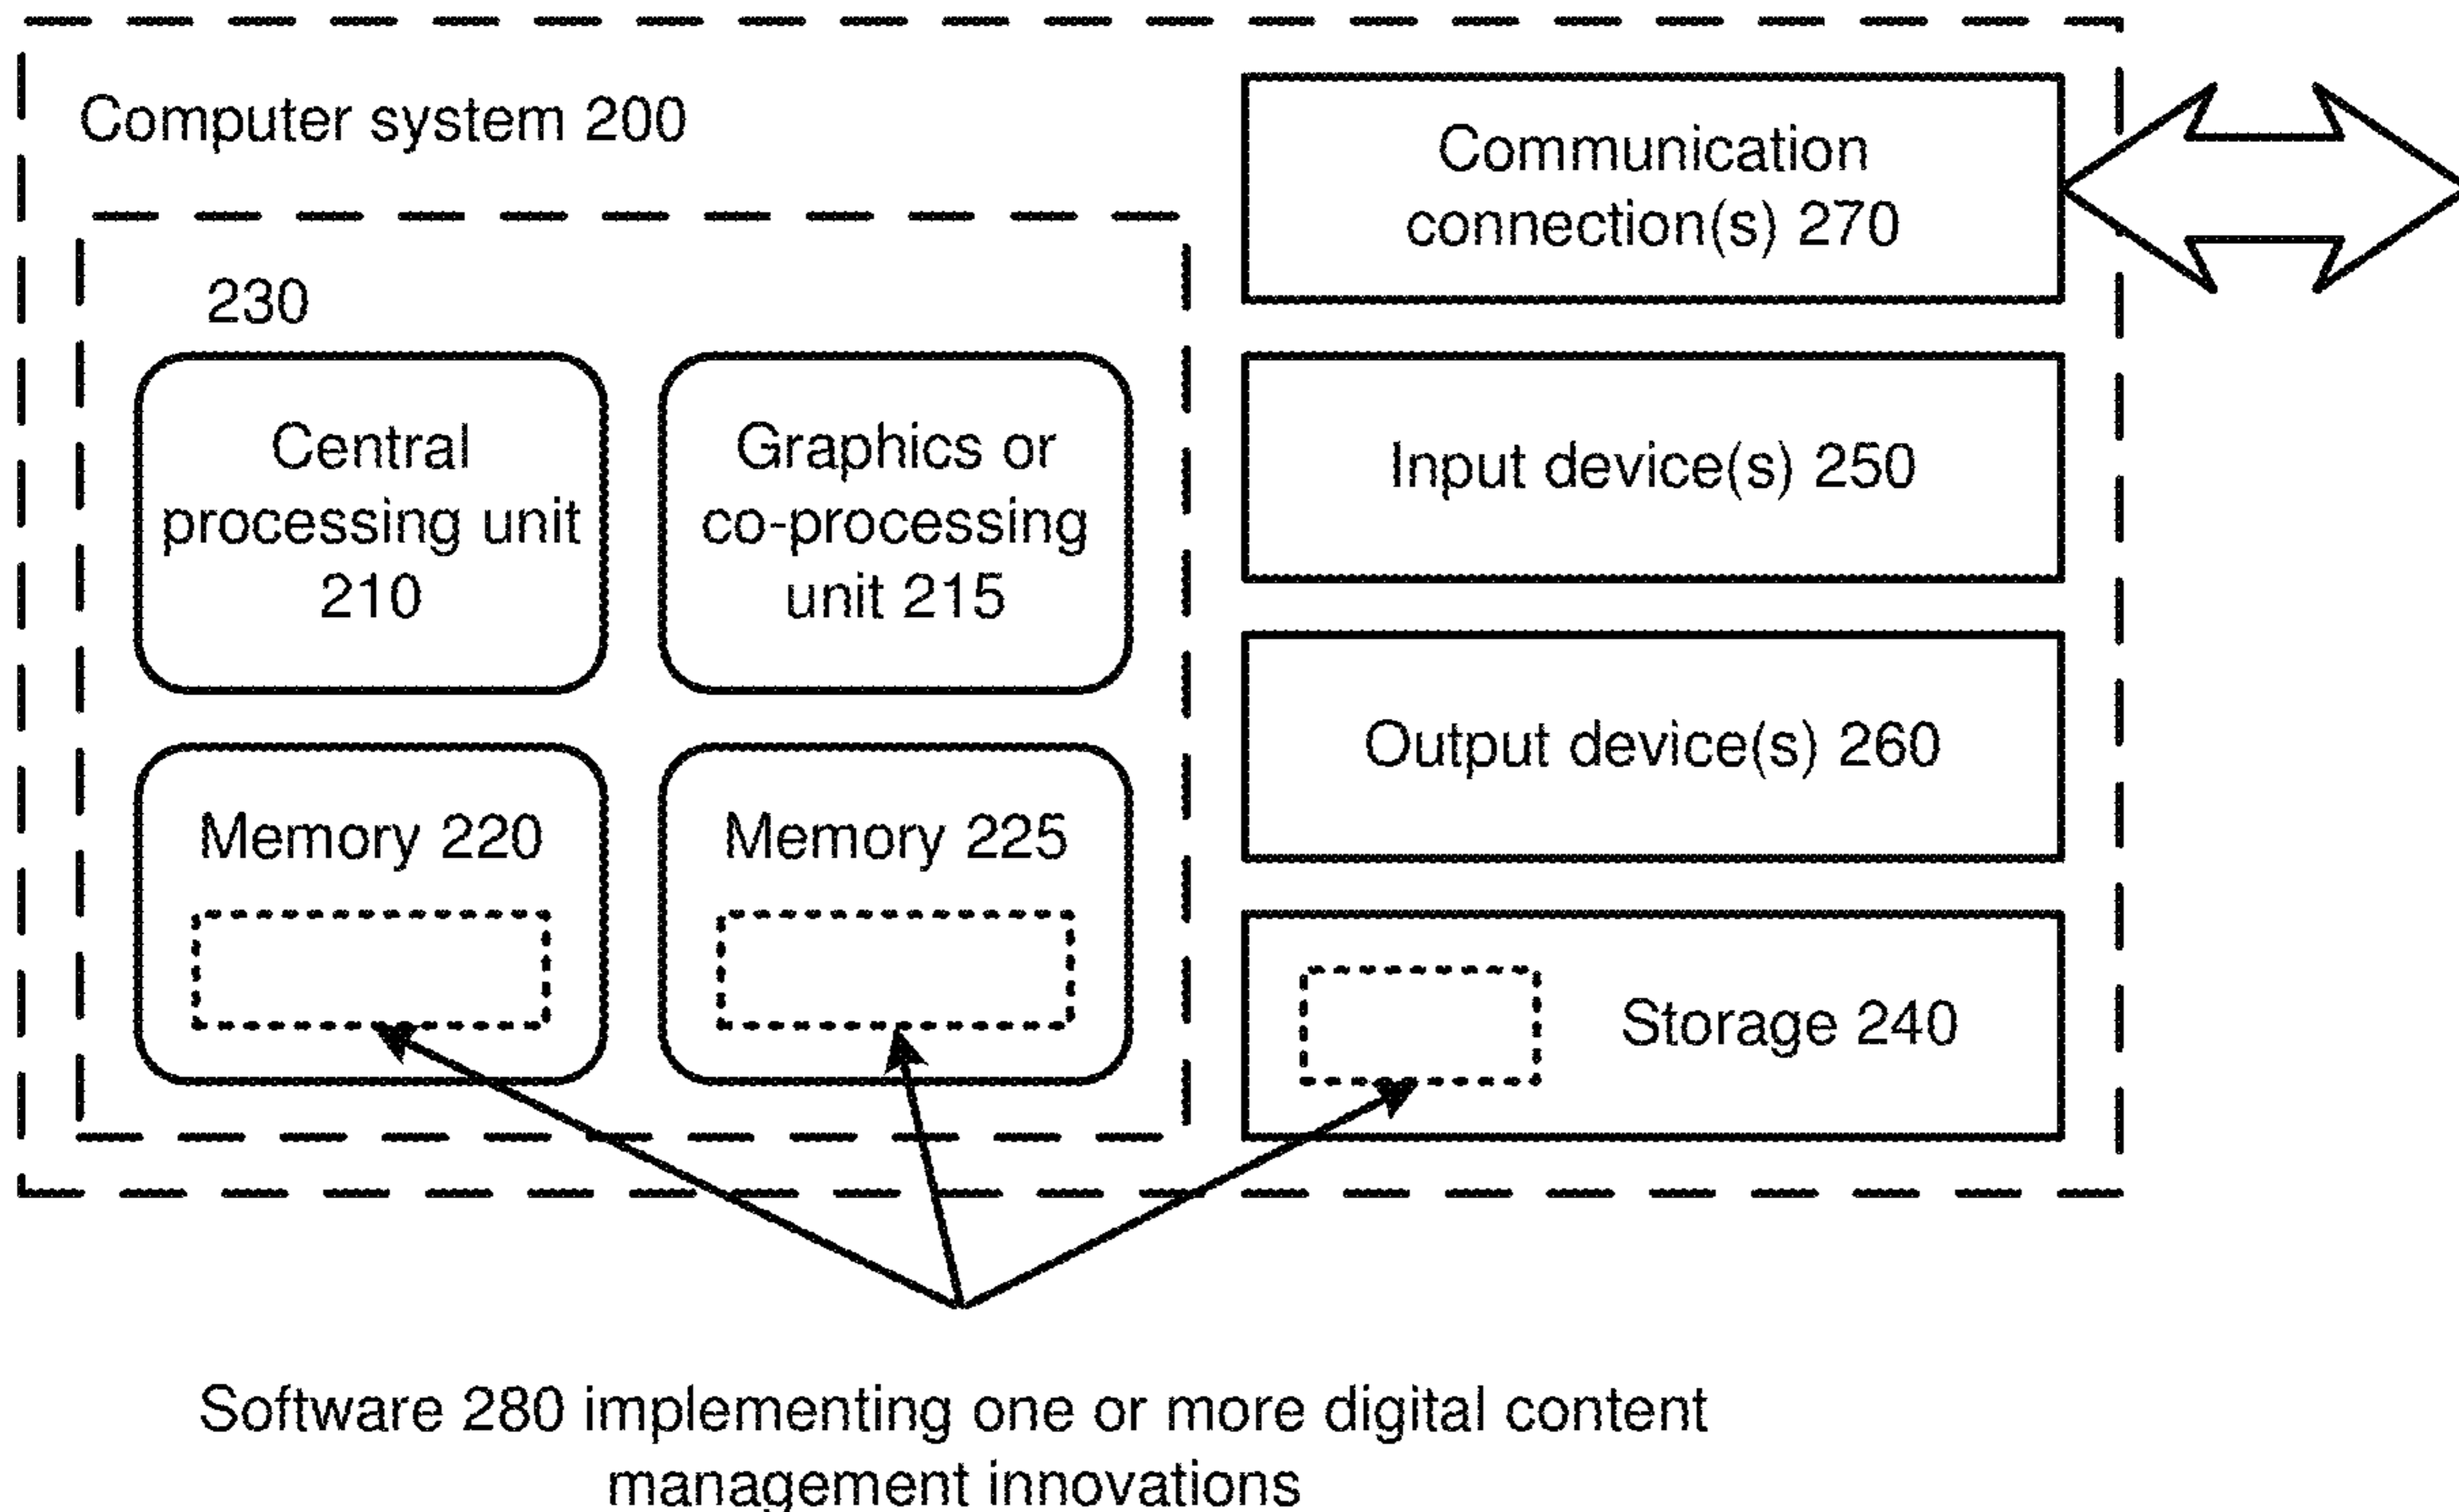 Computer system 200
230
Central
processing unit
210
Graphics or
co-processing
unit 215
Memory 220
Memory 225
Communication
connection(s) 270
Input device(s) 250
Output device(s) 260
Storage 240
Software 280 implementing one or more digital content
management innovations